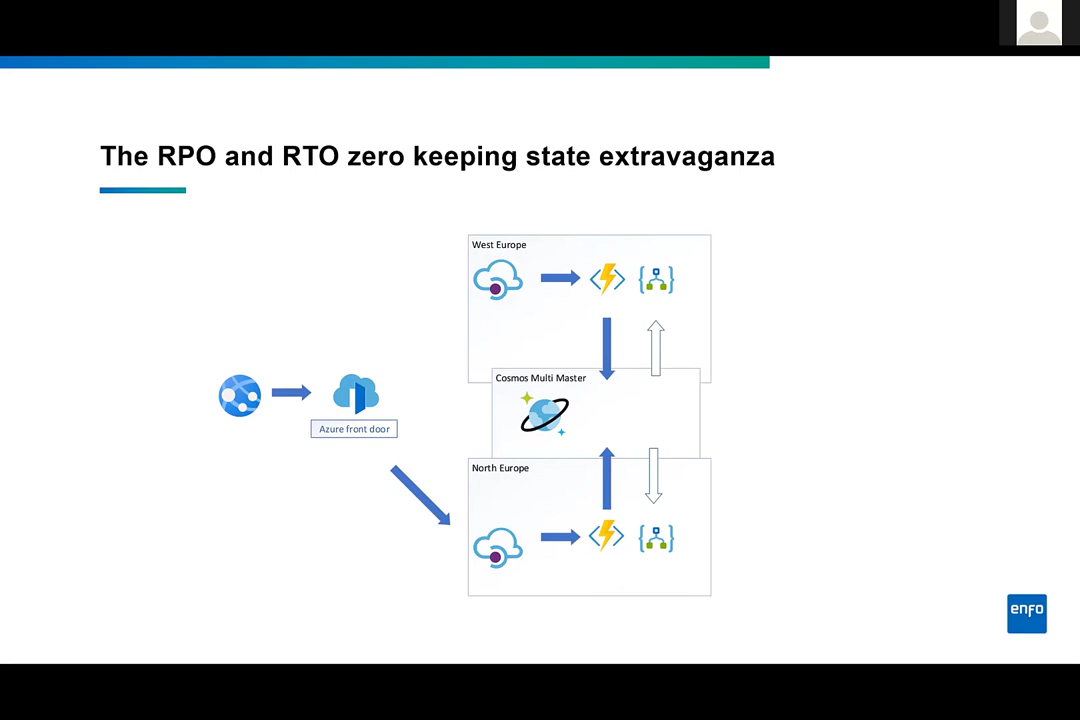 The RPO and RTO zero keeping state extravaganza
West Europe
Cosmos Multi Master
Azure front door
North Europe
enfo